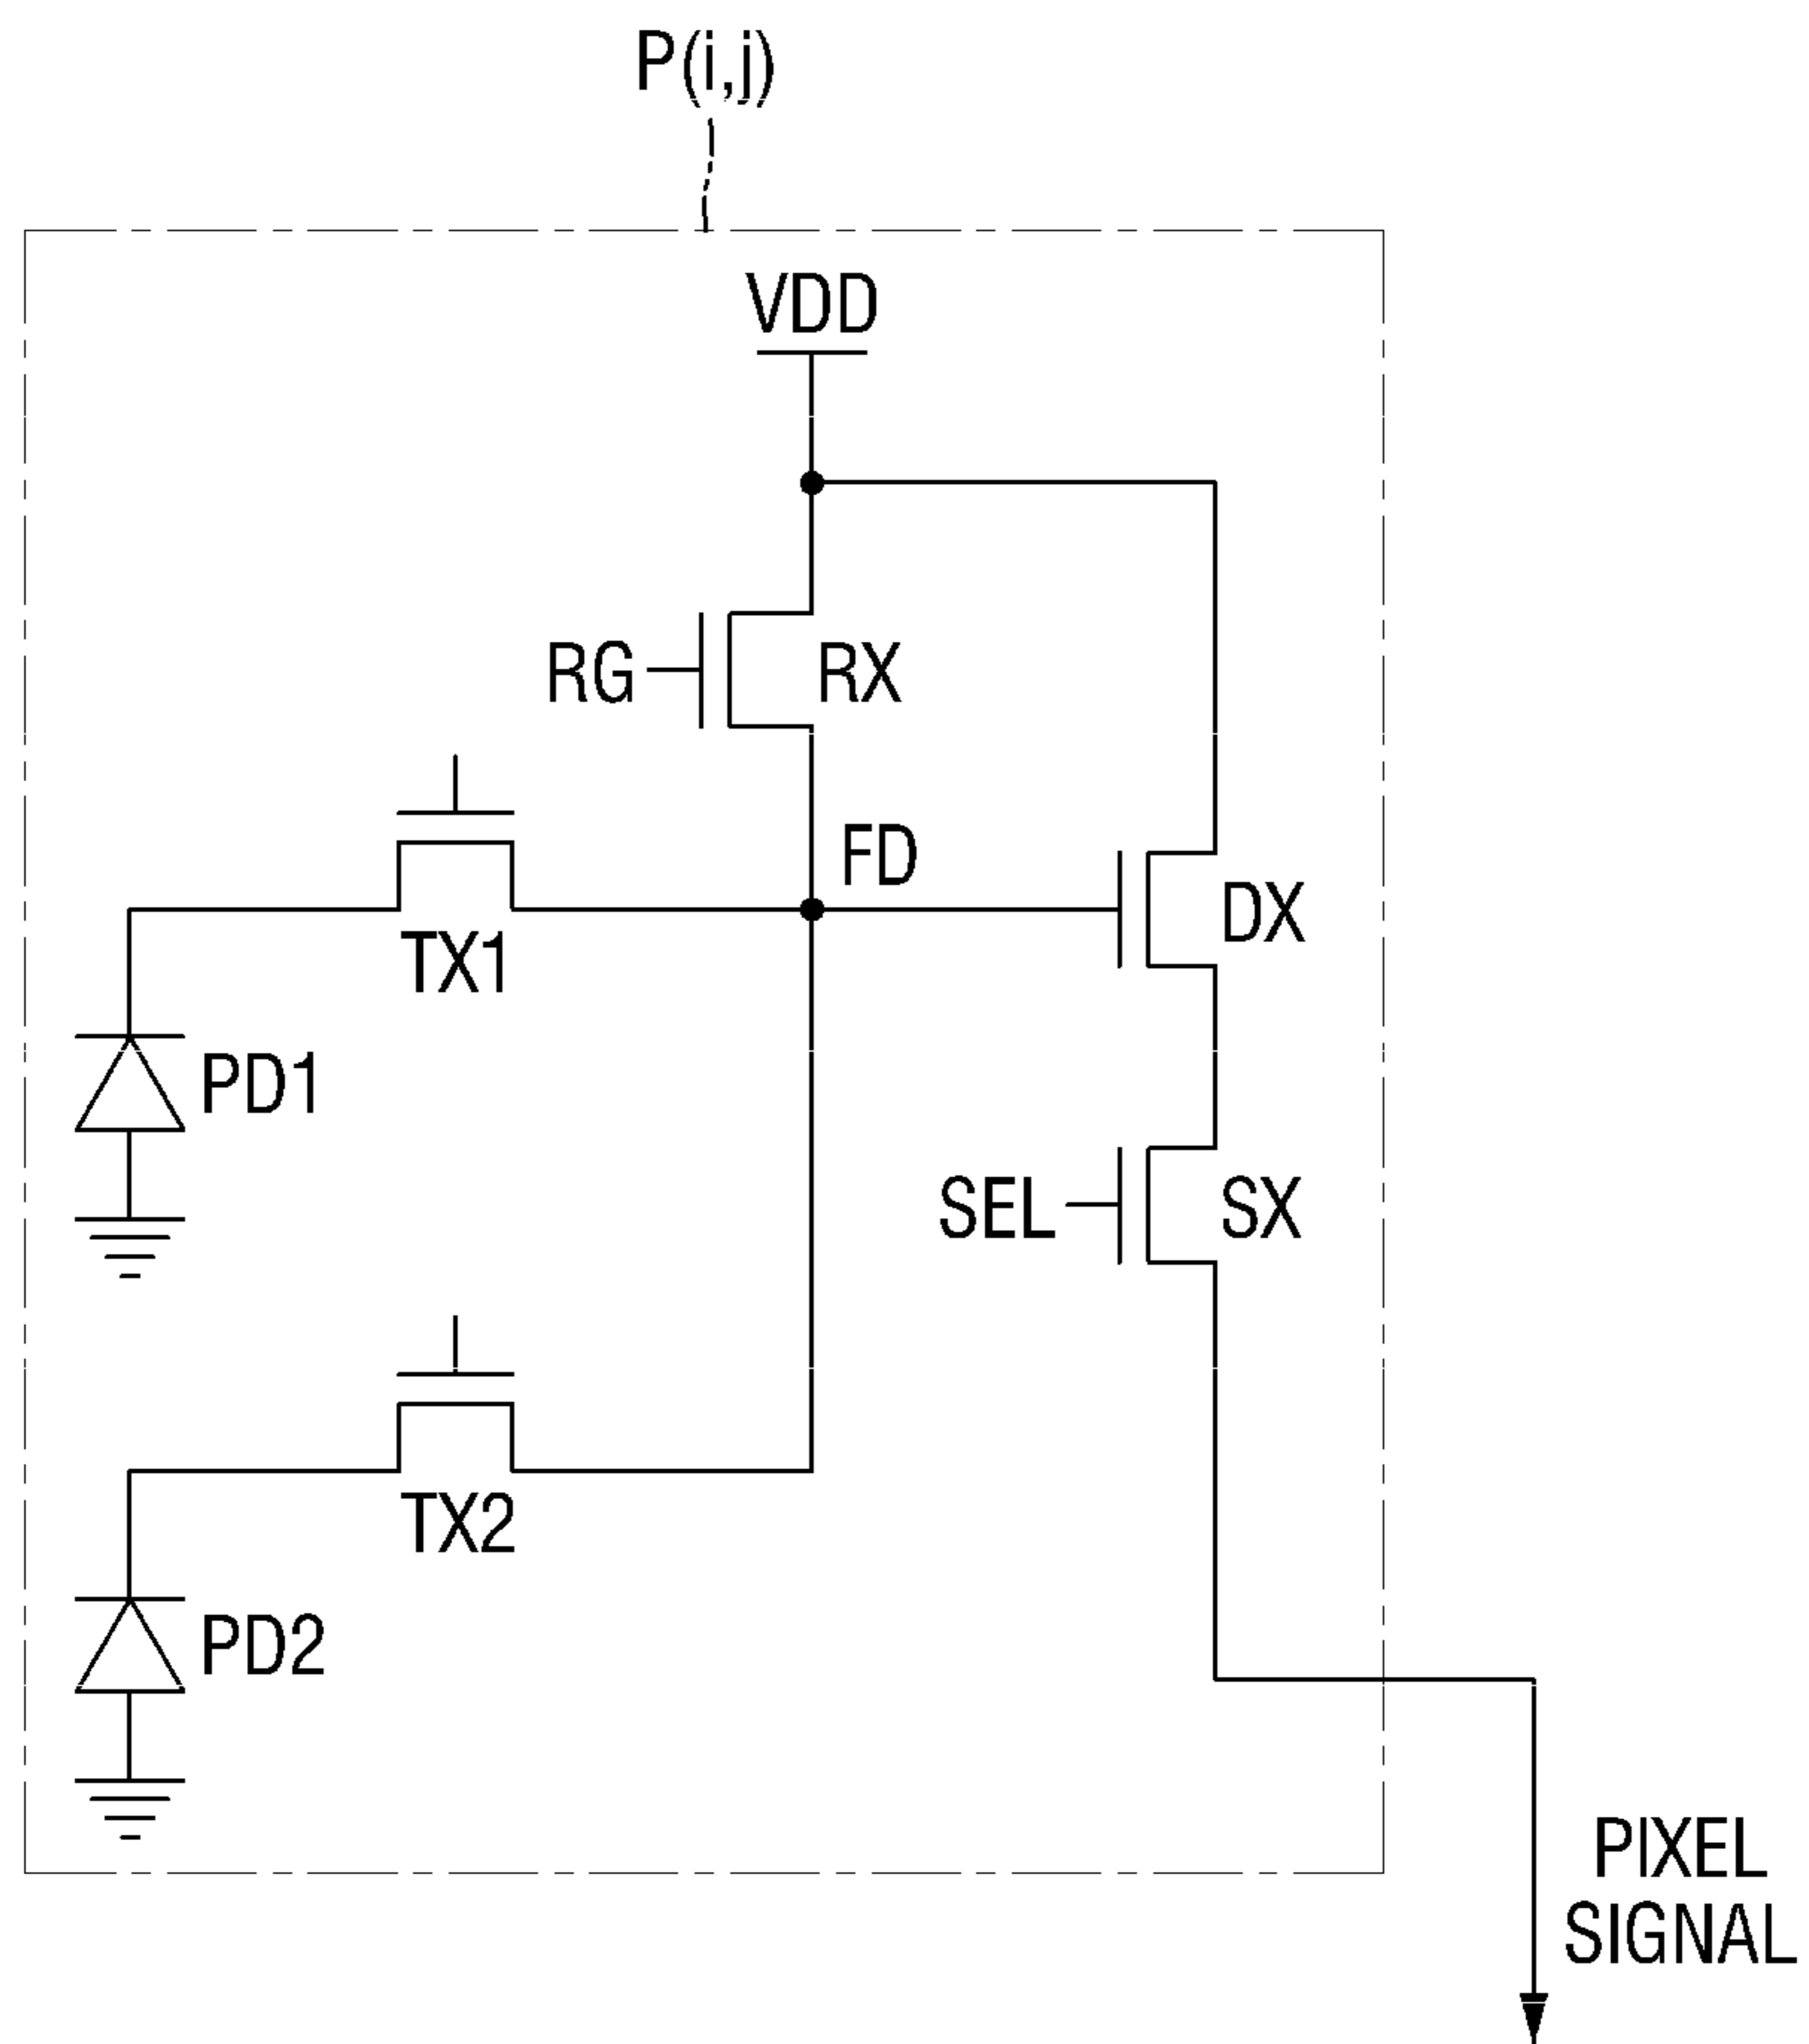 P(i,j)
VDD
RG
RX
FD
DX
TX1
PD1
SEL
SX
TX2
PD2
PIXEL
SIGNAL